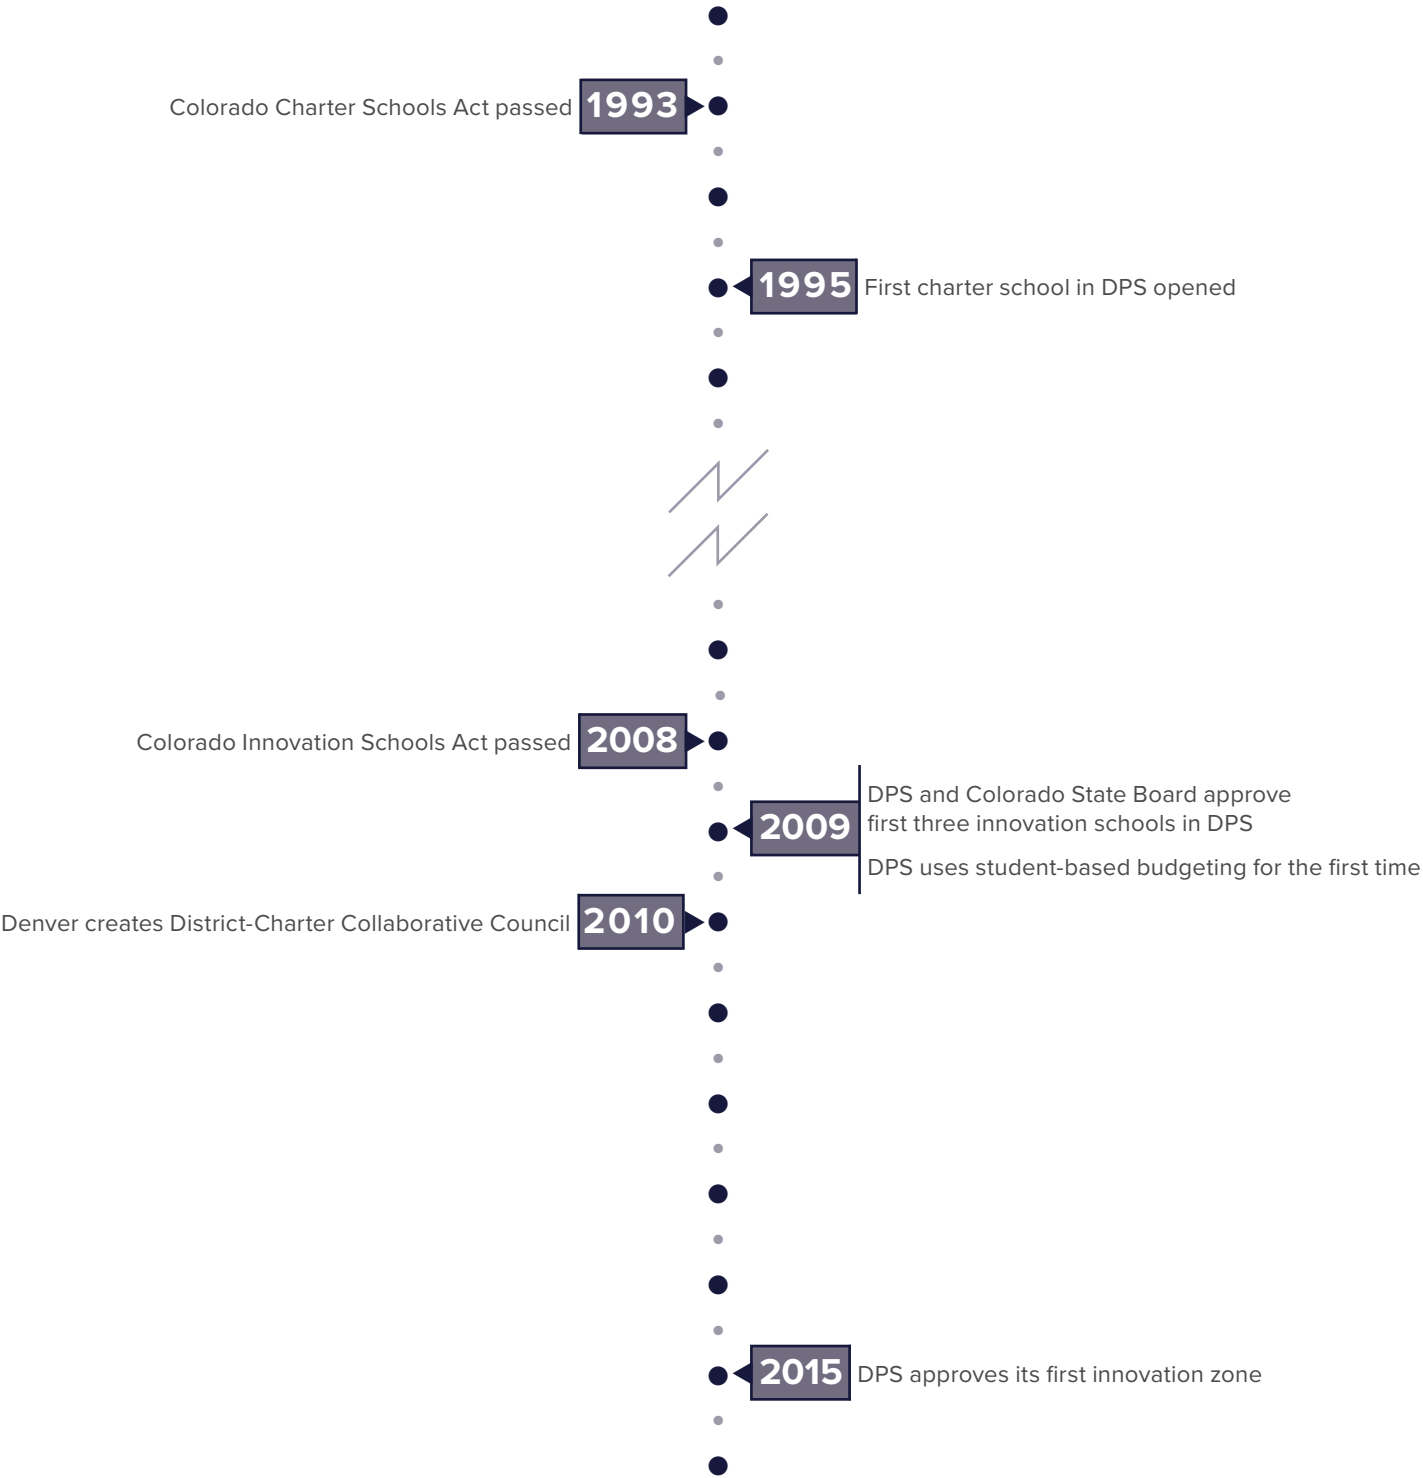 Colorado Charter Schools Act passed 1993
1995 First charter school in DPS opened
Colorado Innovation Schools Act passed 2008
DPS and Colorado State Board approve
2009 first three innovation schools in DPS
DPS uses student-based budgeting for the first time
Denver creates District-Charter Collaborative Council 2010
2015 DPS approves its first innovation zone